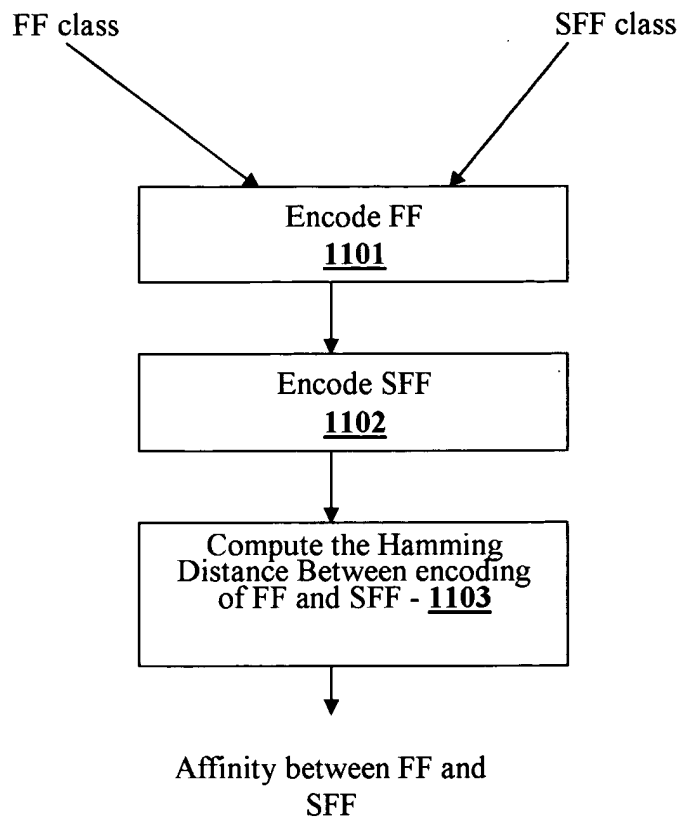 FF class
SFF class
Encode FF
1101
Encode SFF
1102
Compute the Hamming
Distance Between encoding
of FF and SFF - 1103
Affinity between FF and
SFF